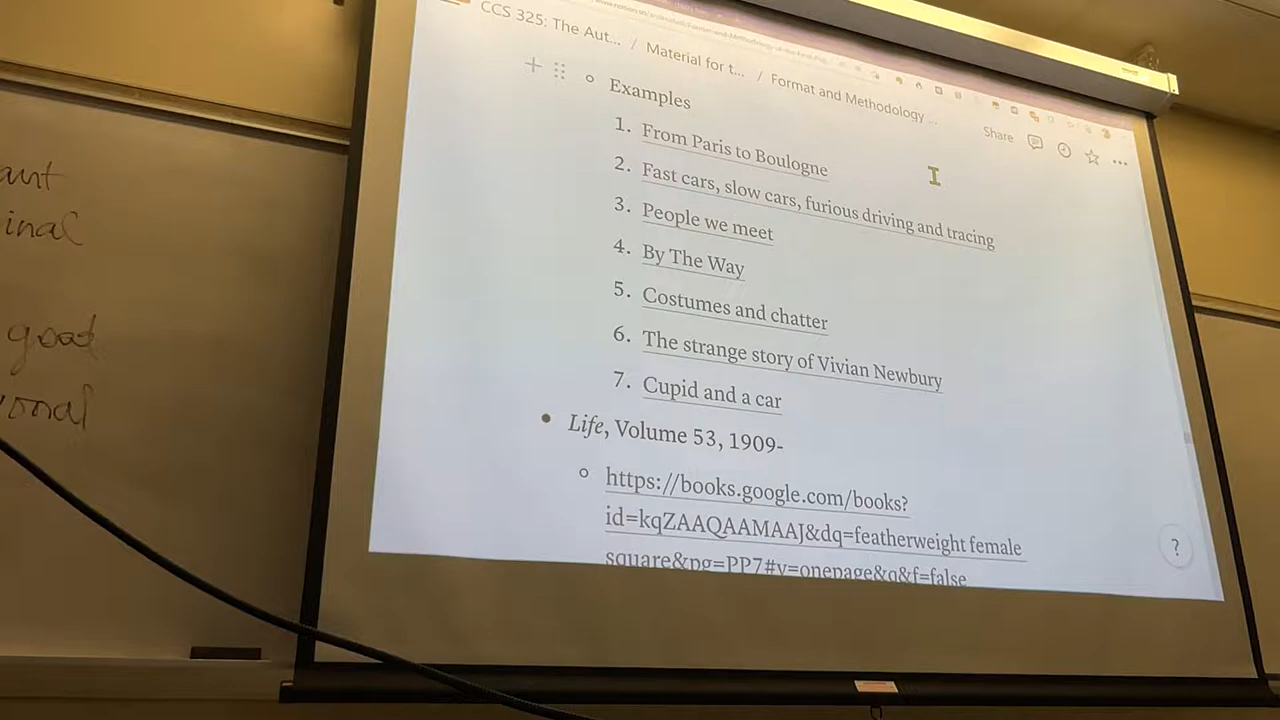 CCS 325: The Aut... / Material for t... / Format and Methodology ...
Share
Examples
1. From Paris to Boulogne
2. Fast cars, slow cars, furious driving and tracing
3. People we meet
4. By The Way
5. Costumes and chatter
6. The strange story of Vivian Newbury
7. Cupid and a car
Life, Volume 53, 1909-
https://books.google.com/books?
id=kqZAAQAAMAAJ&dq=featherweight female
square&pg=PP7#v=onepage&q&f=false
?
inal
goat